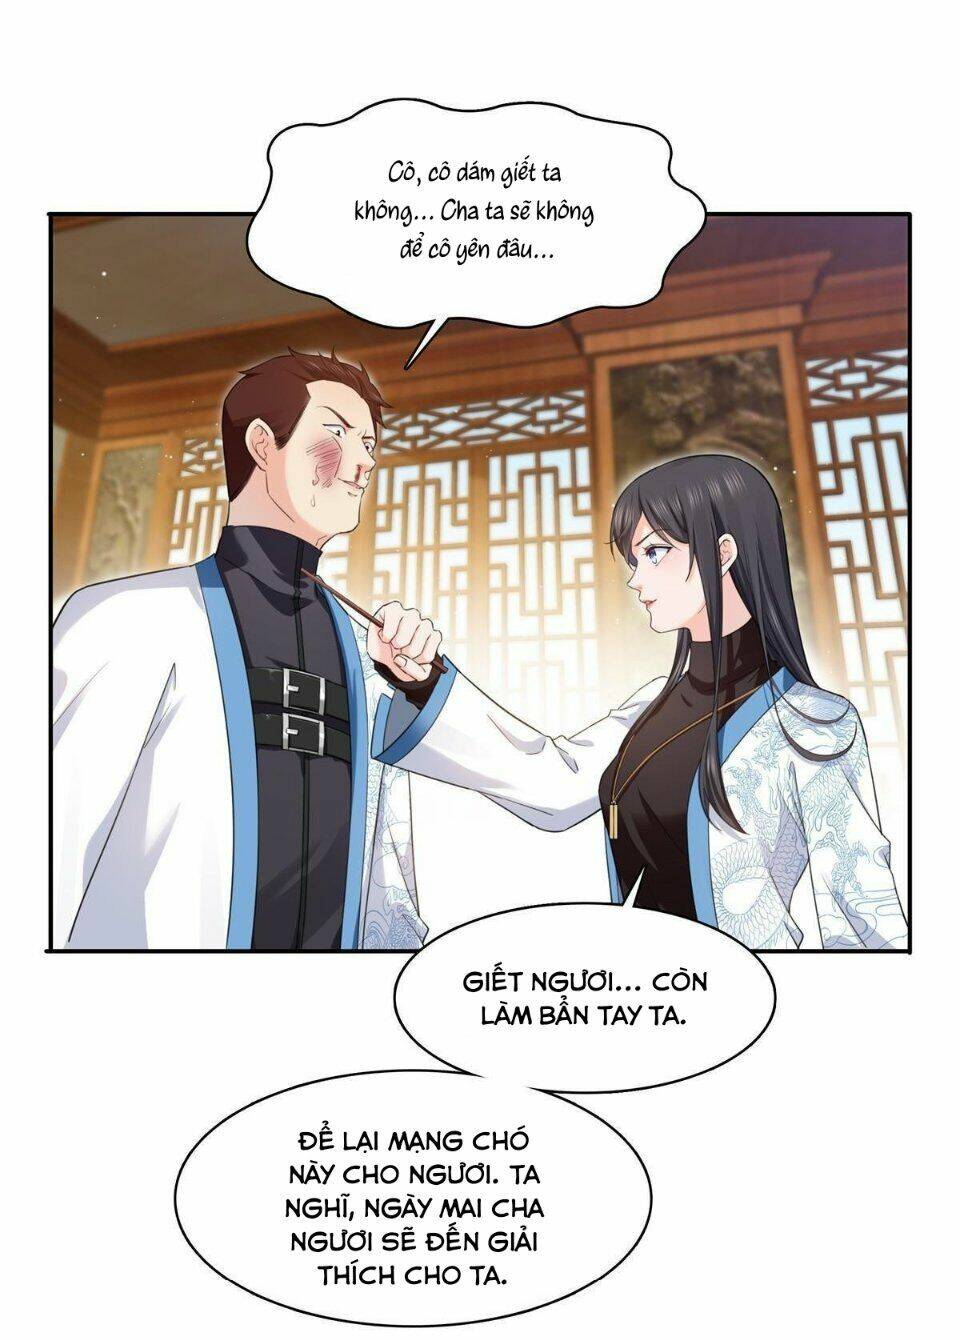 Cô, cô dám giết ta
không... Cha ta sẽ không
để cô yên đâu...
GIẾT NGƯƠI... CÒN
LÀM BẨN TAY TA.
ĐỂ LẠI MẠNG CHÓ
NÀY CHO NGƯƠI. TA
NGHĨ, NGÀY MAI CHA
NGƯƠI SẼ ĐẾN GIẢI
THÍCH CHO TA.